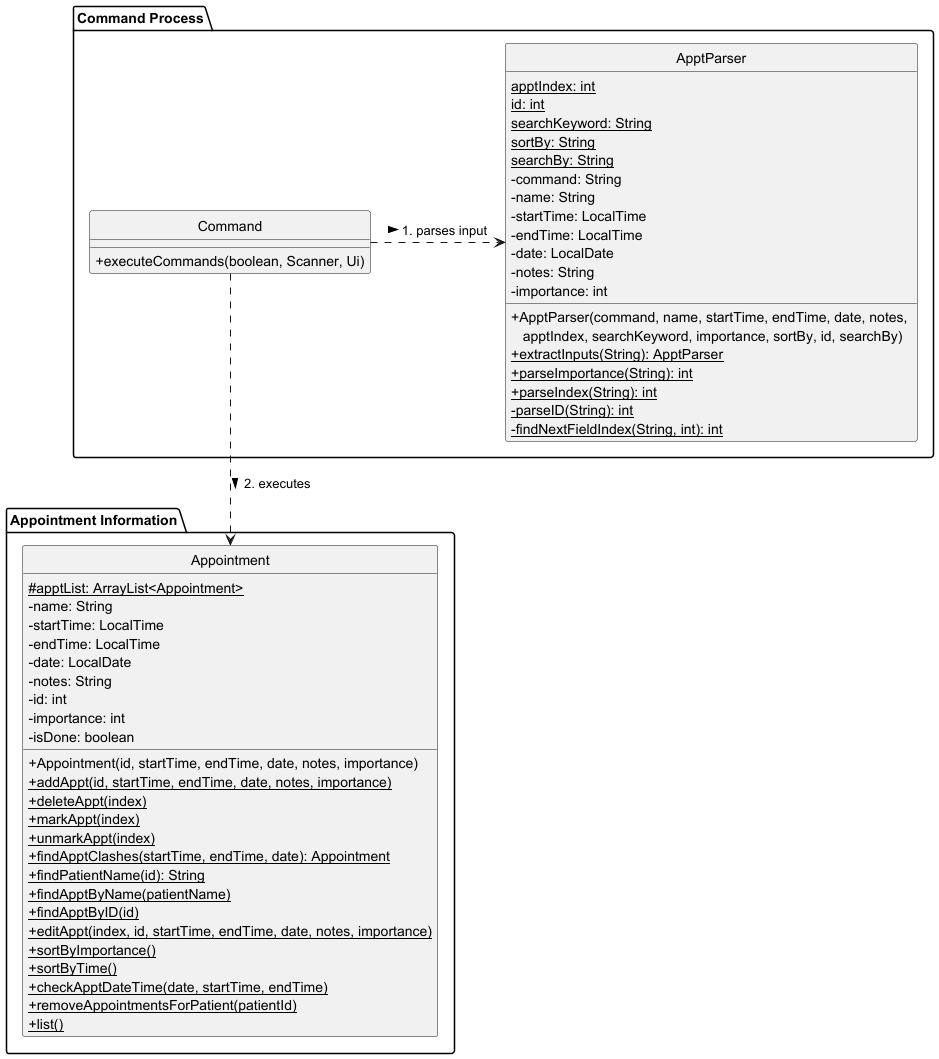 Command Process
ApptParser
apptIndex: int
id: int
searchKeyword: String
sortBy: String
searchBy: String
-command: String
-name: String
-startTime: LocalTime
-endTime: LocalTime
-date: LocalDate
-notes: String
-importance: int
+ApptParser(command, name, startTime, endTime, date, notes,
apptIndex, searchKeyword, importance, sortBy, id, searchBy)
+extractInputs(String): ApptParser
+parseImportance(String): int
+parseIndex(String): int
-parseID(String): int
-findNextFieldIndex(String, int): int
Command
+executeCommands(boolean, Scanner, Ui)
1. parses input
2. executes
Appointment Information
Appointment
#apptList: ArrayList<Appointment>
-name: String
-startTime: LocalTime
-endTime: LocalTime
-date: LocalDate
-notes: String
-id: int
-importance: int
-isDone: boolean
+Appointment(id, startTime, endTime, date, notes, importance)
+addAppt(id, startTime, endTime, date, notes, importance)
+deleteAppt(index)
+markAppt(index)
+unmarkAppt(index)
+findApptClashes(startTime, endTime, date): Appointment
+findPatientName(id): String
+findApptByName(patientName)
+findApptByID(id)
+editAppt(index, id, startTime, endTime, date, notes, importance)
+sortByImportance()
+sortByTime()
+checkApptDateTime(date, startTime, endTime)
+removeAppointmentsForPatient(patientId)
+list()